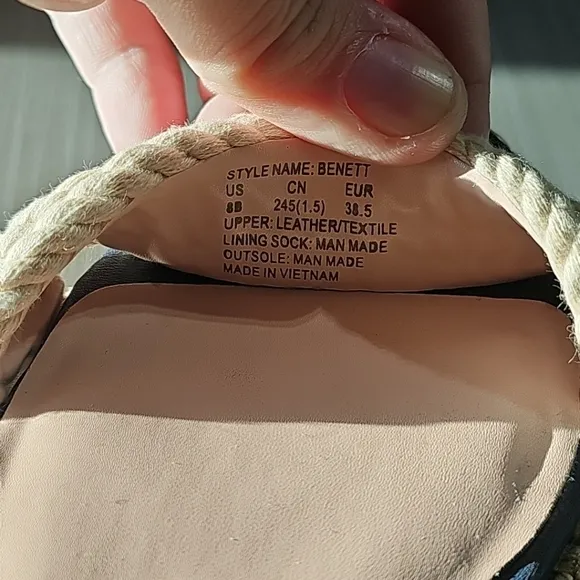 STYLE NAME: BENETT
US CN EUR
8B 245(1.5) 38.5
UPPER: LEATHER/TEXTILE
LINING SOCK: MAN MADE
OUTSOLE: MAN MADE
MADE IN VIETNAM